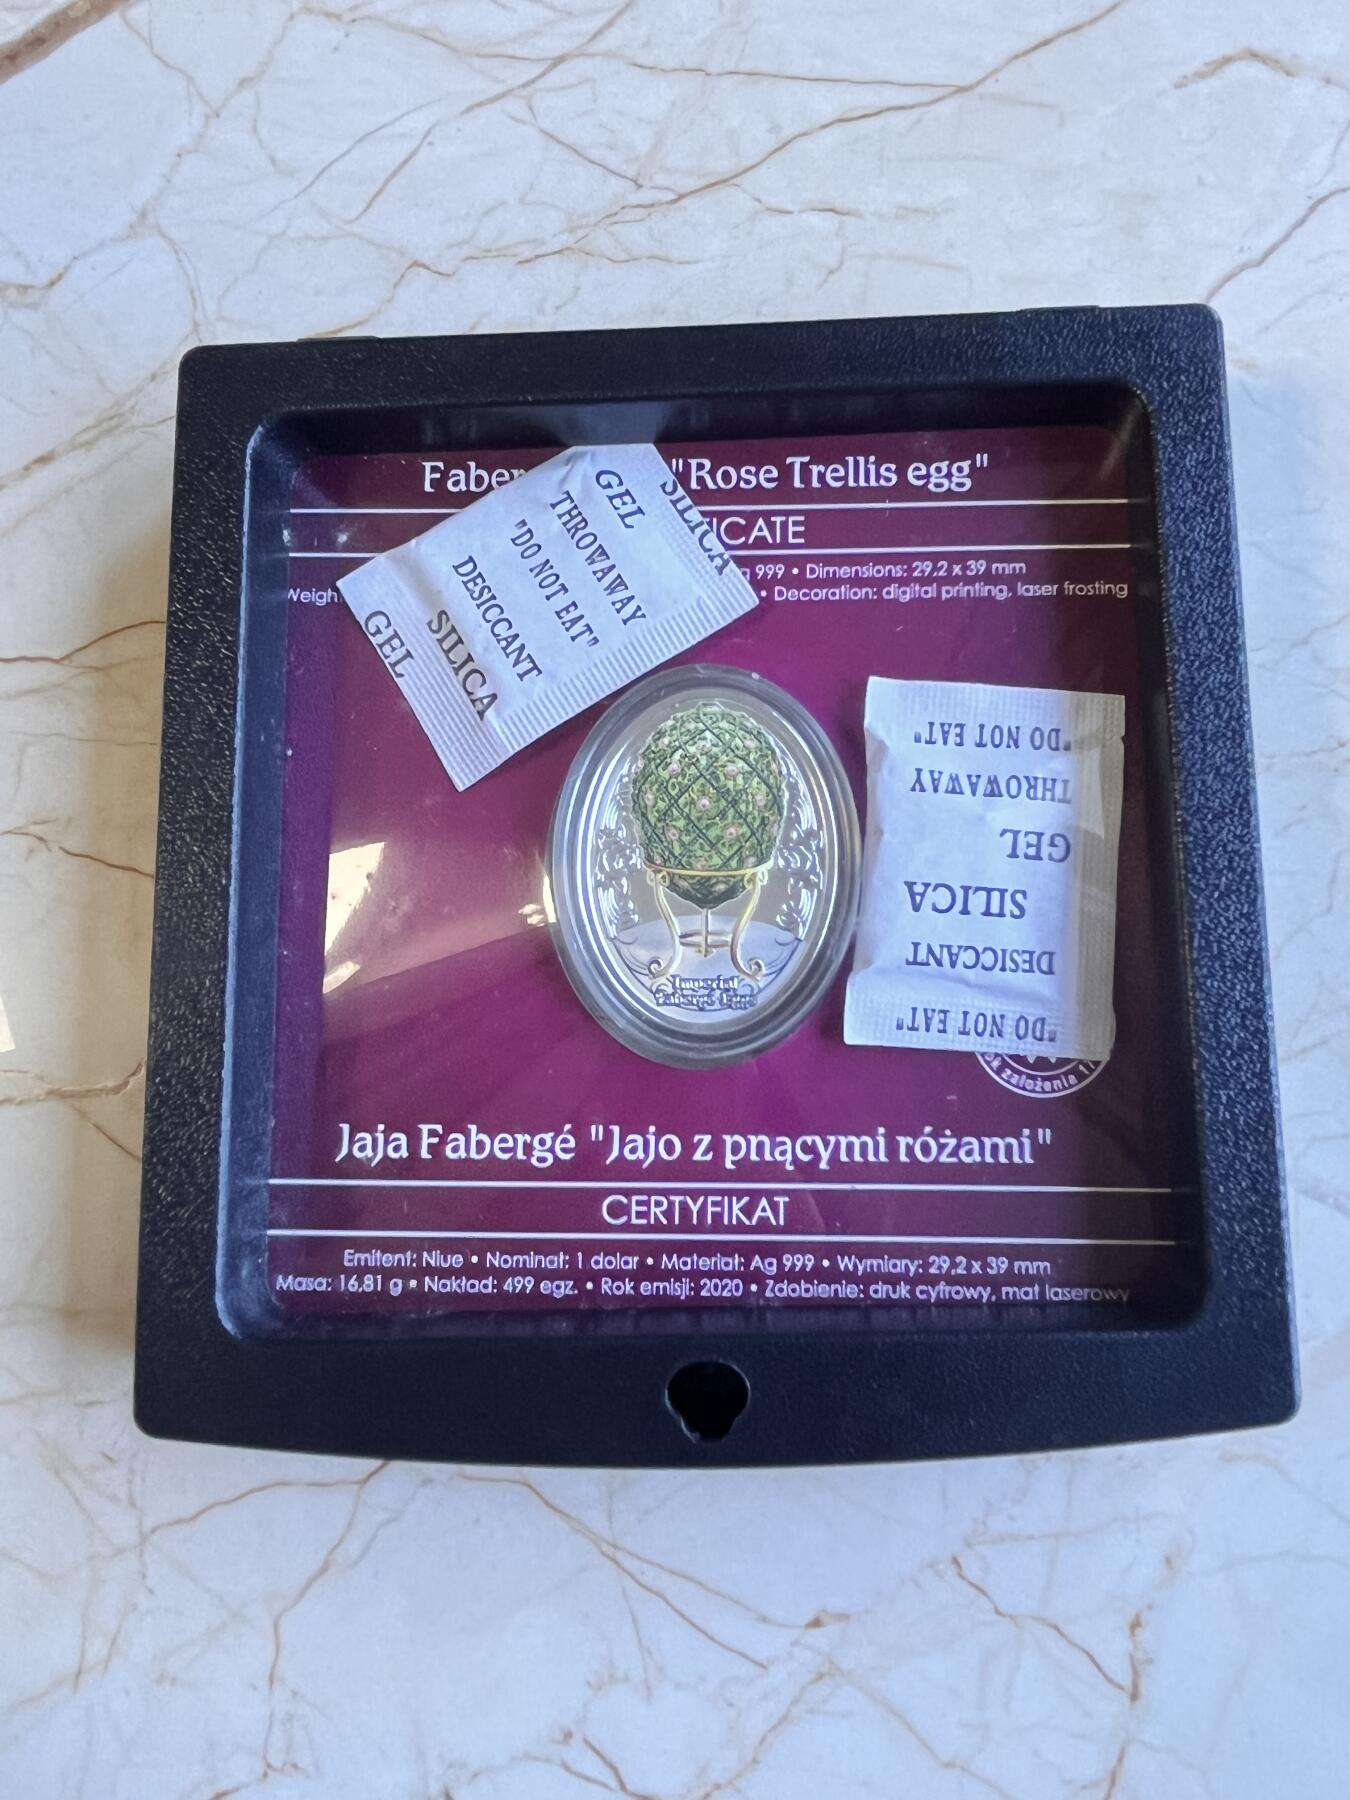 "Rose Trellis egg"
999 • Dimensions: 29,2 x 39 mm
• Decoration: digital printing, laser frosting
GEL
SILICA
THROWAWAY
"DO NOT EAT"
DESICCANT
SILICA
GEL
"DO NOT EAT"
THROWAWAY
GEL
SILICA
DESICCANT
"DO NOT EAT"
Imperial
Fabergé Eggs
założenia
Jaja Fabergé "Jajo z pnącymi różami"
CERTYFIKAT
Emitent: Niue • Nominał: 1 dolar • Materiał: Ag 999 • Wymiary: 29,2 x 39 mm
Masa: 16,81 g • Nakład: 499 egz. • Rok emisji: 2020 • Zdobienie: druk cyfrowy, mat laserowy